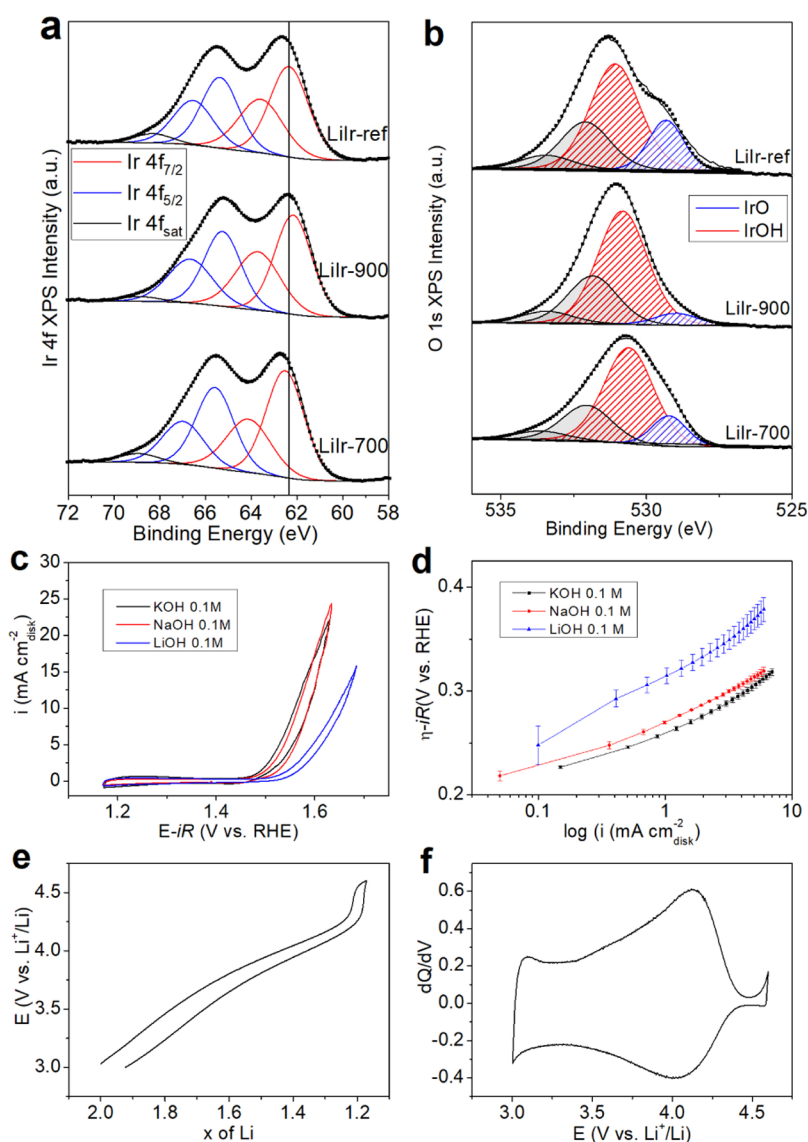 a
Ir 4f XPS Intensity (a.u.)
LiIr-ref
Ir 4f7/2
Ir 4f5/2
Ir 4fsat
LiIr-900
LiIr-700
72 70 68 66 64 62 60 58
Binding Energy (eV)
b
O 1s XPS Intensity (a.u.)
LiIr-ref
IrO
IrOH
LiIr-900
LiIr-700
535 530 525
Binding Energy (eV)
c
i (mA cm-2disk)
30
25
20
15
10
5
0
KOH 0.1M
NaOH 0.1M
LiOH 0.1M
1.2 1.4 1.6
E-iR (V vs. RHE)
d
η-iR(V vs. RHE)
0.4
0.3
0.2
KOH 0.1 M
NaOH 0.1 M
LiOH 0.1 M
0.1 1 10
log (i (mA cm-2disk)
e
E (V vs. Li+/Li)
4.5
4.0
3.5
3.0
2.0 1.8 1.6 1.4 1.2
x of Li
f
dQ/dV
0.6
0.4
0.2
0.0
-0.2
-0.4
3.0 3.5 4.0 4.5
E (V vs. Li+/Li)